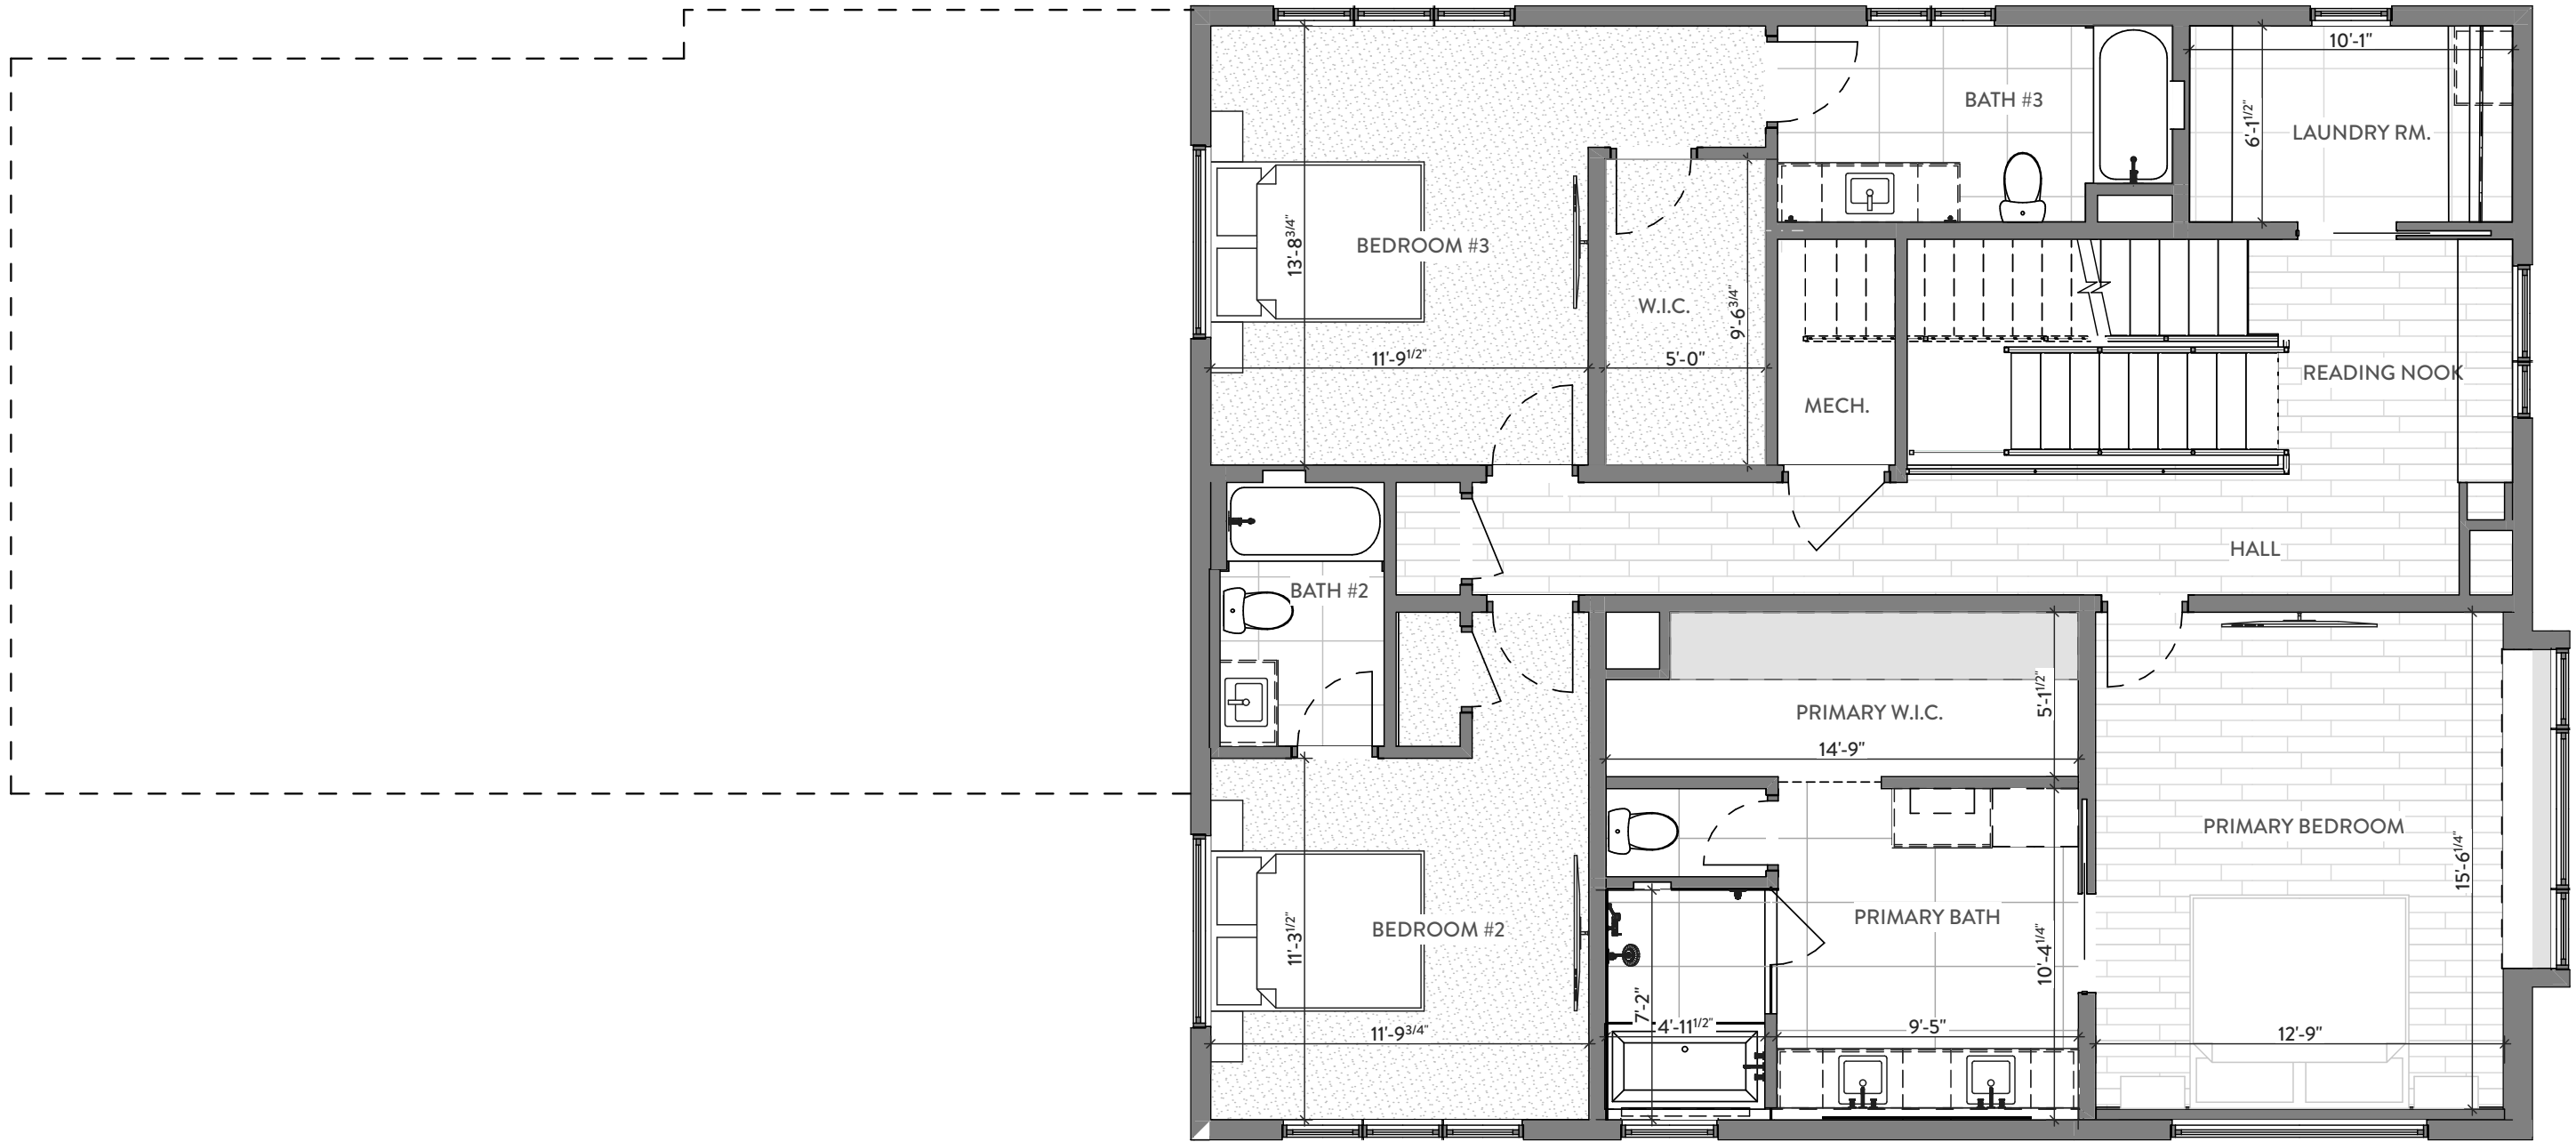 10'-1"
BATH #3
6'-1 1/2"
LAUNDRY RM.
13'-8 3/4"
BEDROOM #3
W.I.C.
9'-6 3/4"
11'-9 1/2"
5'-0"
READING NOOK
MECH.
HALL
BATH #2
5'-1 1/2"
PRIMARY W.I.C.
14'-9"
PRIMARY BEDROOM
15'-6 1/4"
PRIMARY BATH
BEDROOM #2
11'-3 1/2"
10'-4 1/4"
7'-2"
11'-9 3/4"
4'-11 1/2"
9'-5"
12'-9"